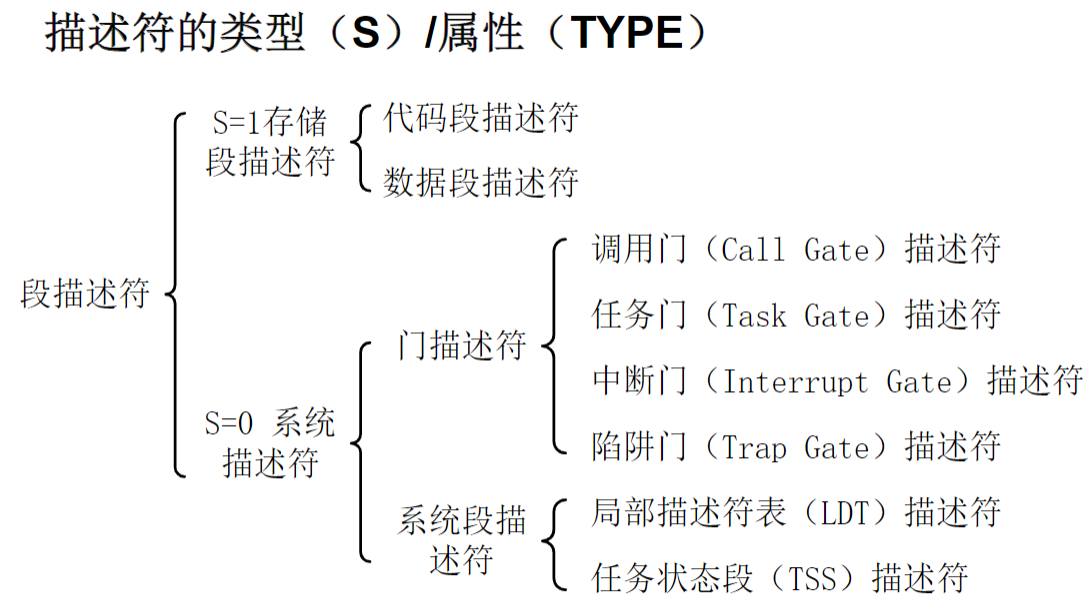 描述符的类型（S）/属性（TYPE）
段描述符
S=1存储
段描述符
代码段描述符
数据段描述符
S=0 系统
描述符
门描述符
调用门（Call Gate）描述符
任务门（Task Gate）描述符
中断门（Interrupt Gate）描述符
陷阱门（Trap Gate）描述符
系统段描
述符
局部描述符表（LDT）描述符
任务状态段（TSS）描述符